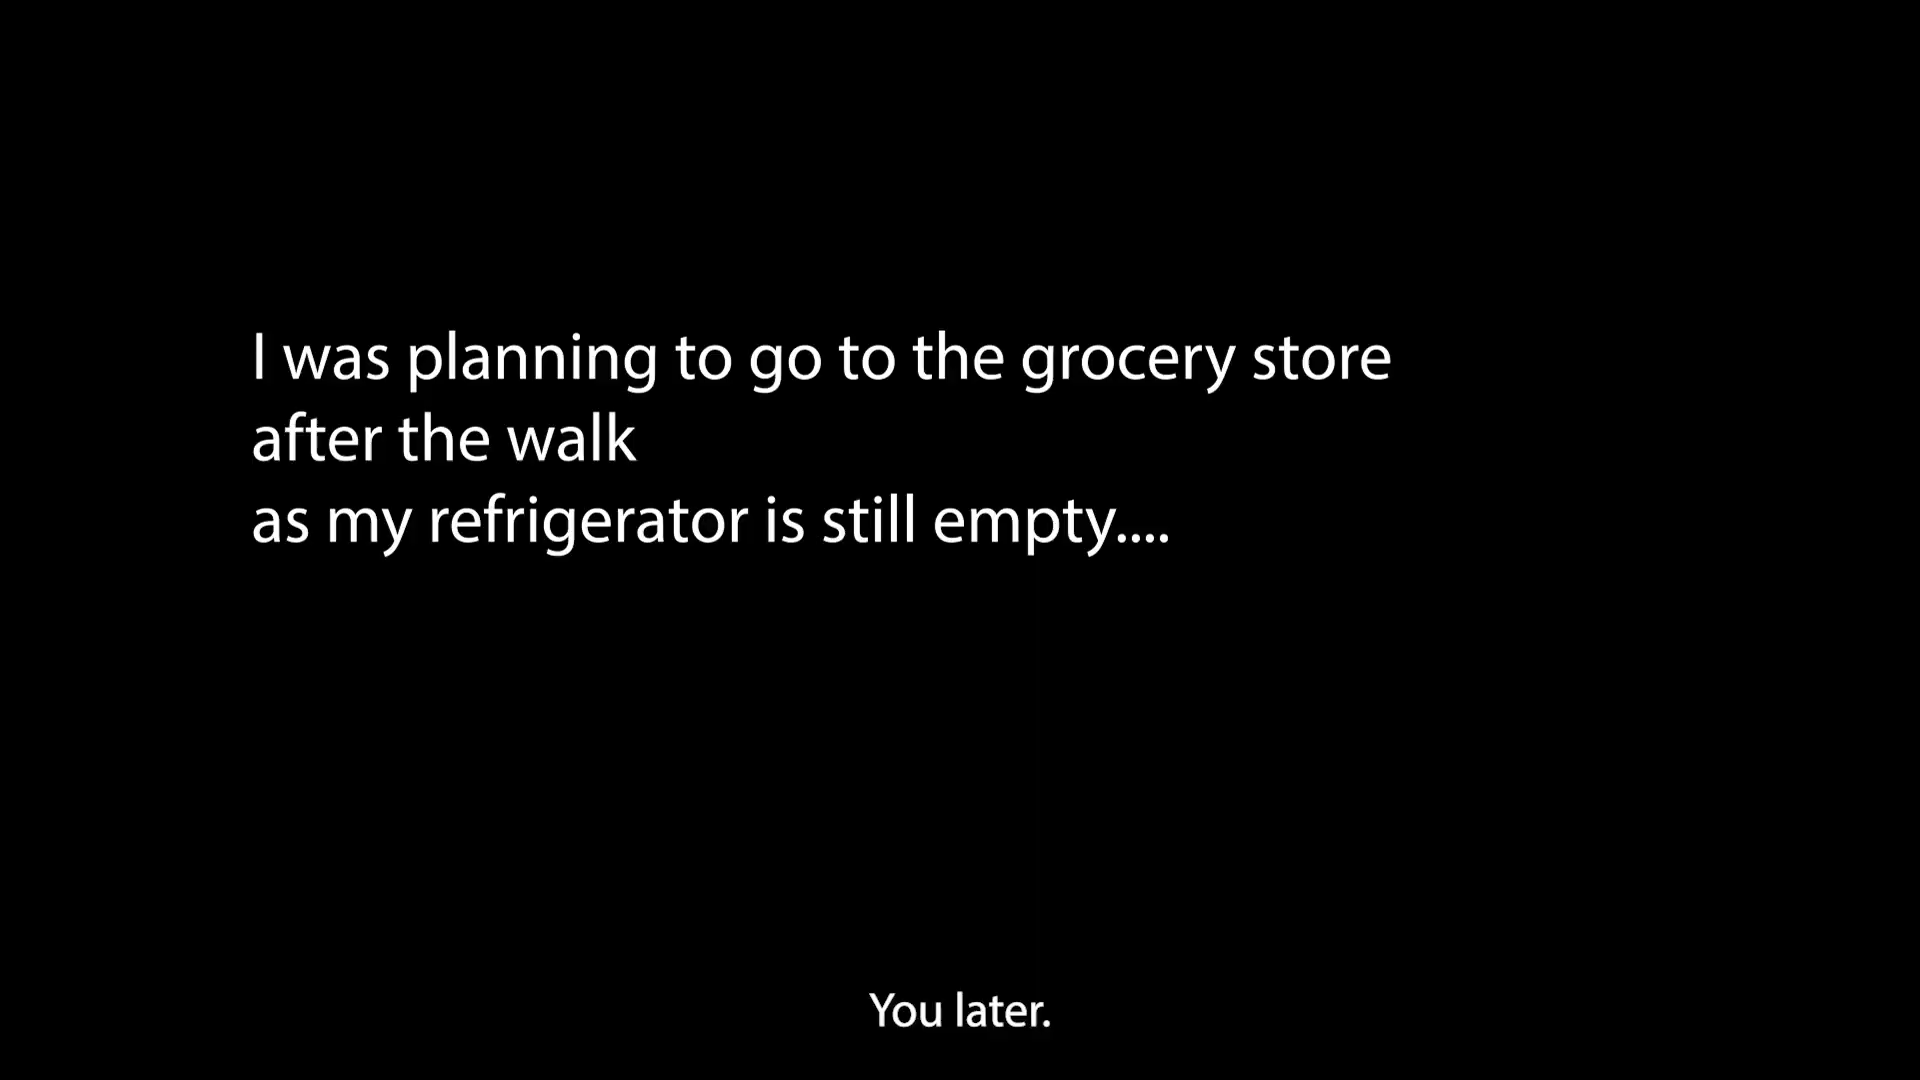 I was planning to go to the grocery store
after the walk
as my refrigerator is still empty....
You later.